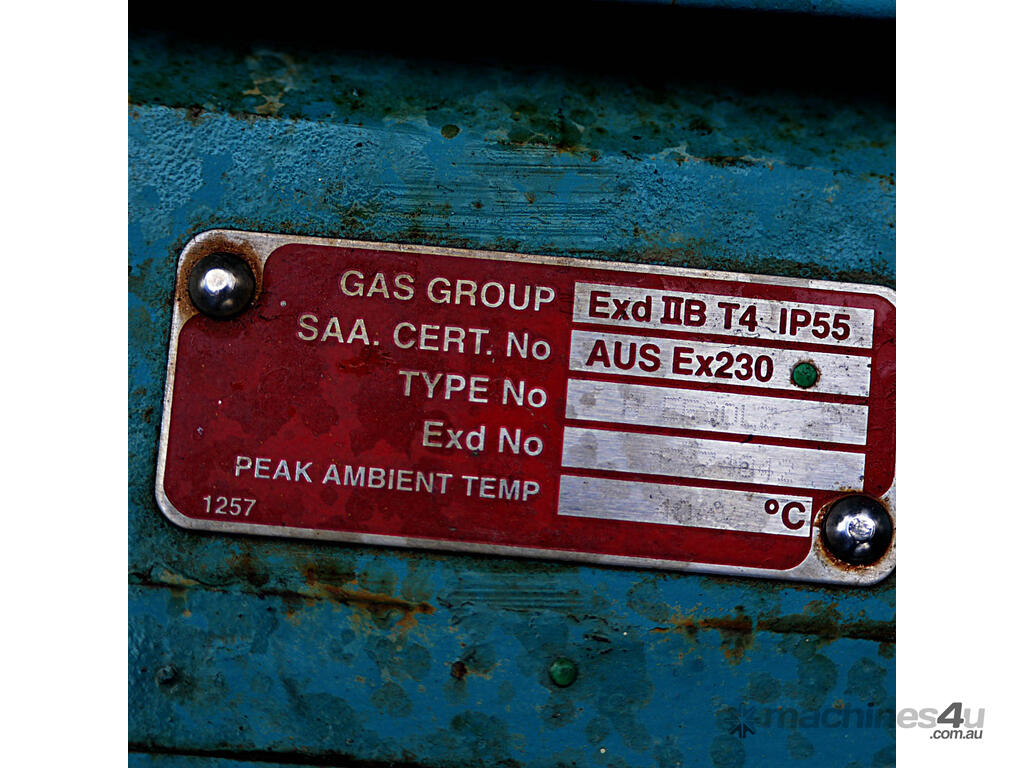 GAS GROUP Exd IIB T4 IP55
SAA. CERT. No AUS Ex230
TYPE No
Exd No
PEAK AMBIENT TEMP °C
1257
machines4u
.com.au